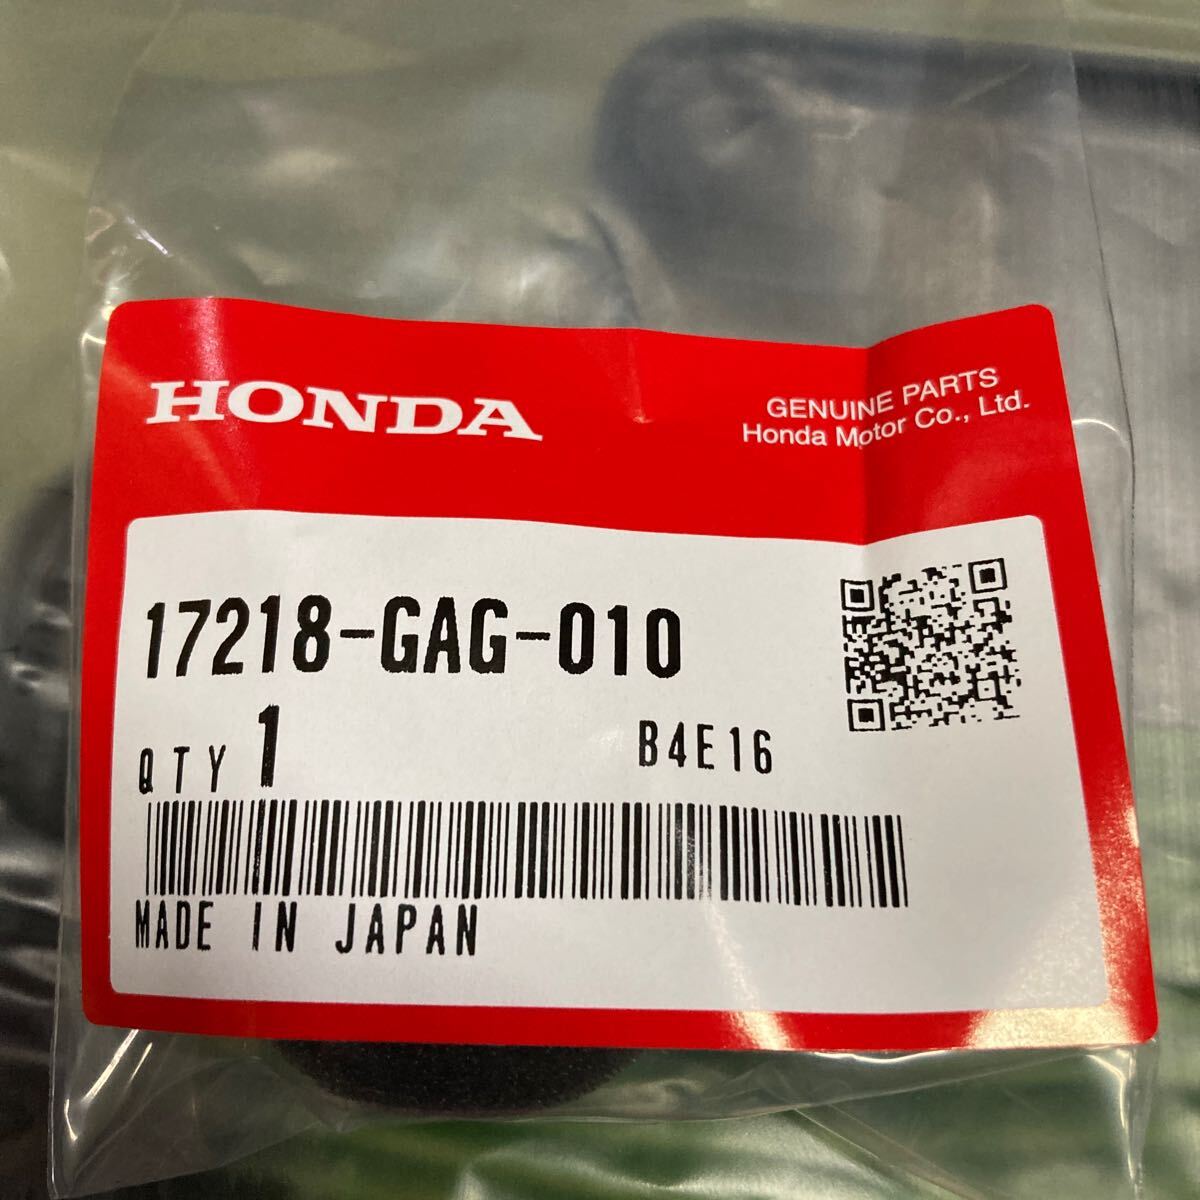 HONDA
GENUINE PARTS
Honda Motor Co., Ltd.
17218-GAG-010
QTY 1
B4E16
MADE IN JAPAN